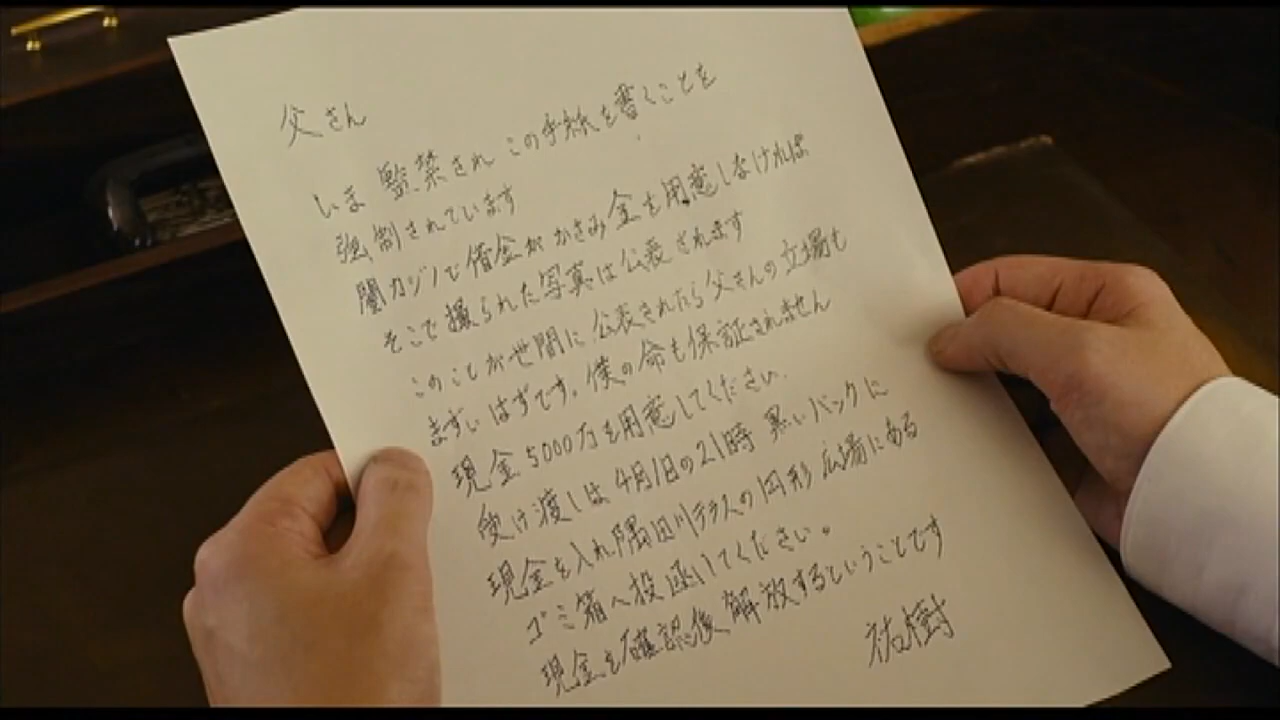 父さん
いま 監禁され この手紙を書くことを
強制されています
闇カジノで借金がかさみ金を用意しなければ
そこで撮られた写真は公表されます
このことが世間に公表されたら父さんの立場も
まずいはずです。僕の命も保証されません
現金5000万を用意してください.
受け渡しは 4月1日の21時 黒いバックに
現金を入れ隅田川テラスの円形広場にある
ゴミ箱へ投函してください。
現金を確認後解放するということです
祐樹